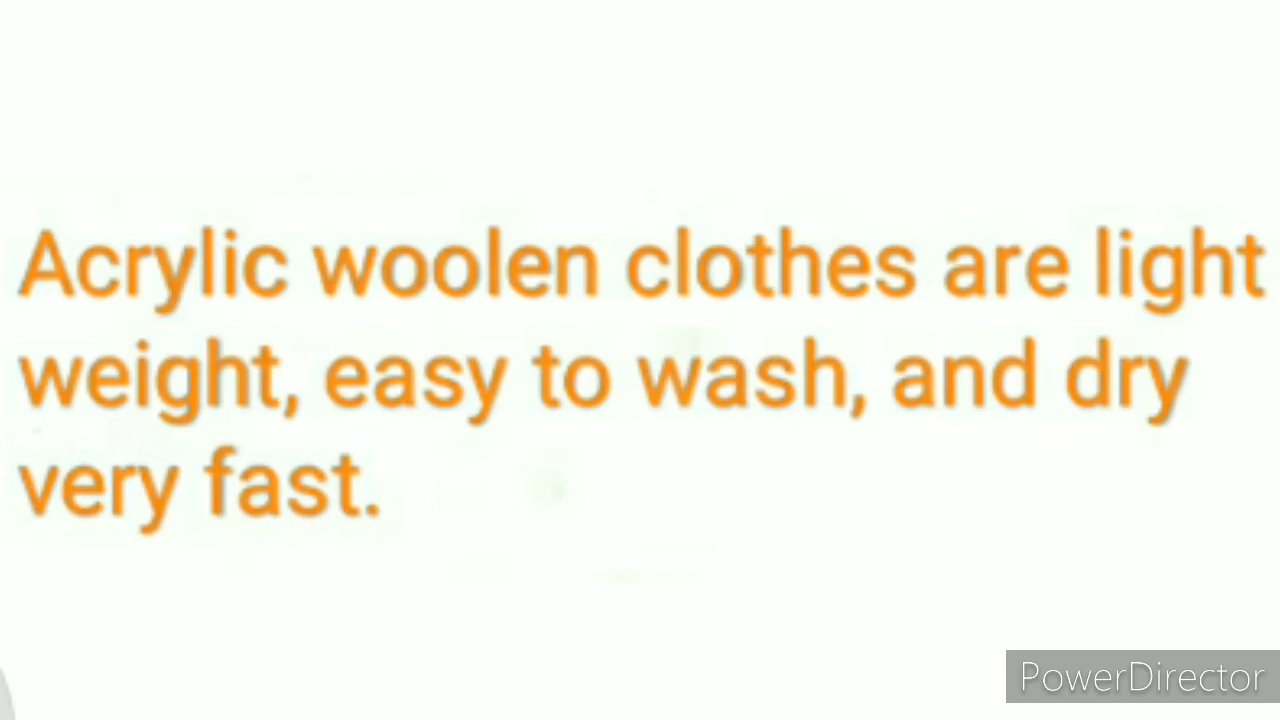 Acrylic woolen clothes are light
weight, easy to wash, and dry
very fast.
PowerDirector